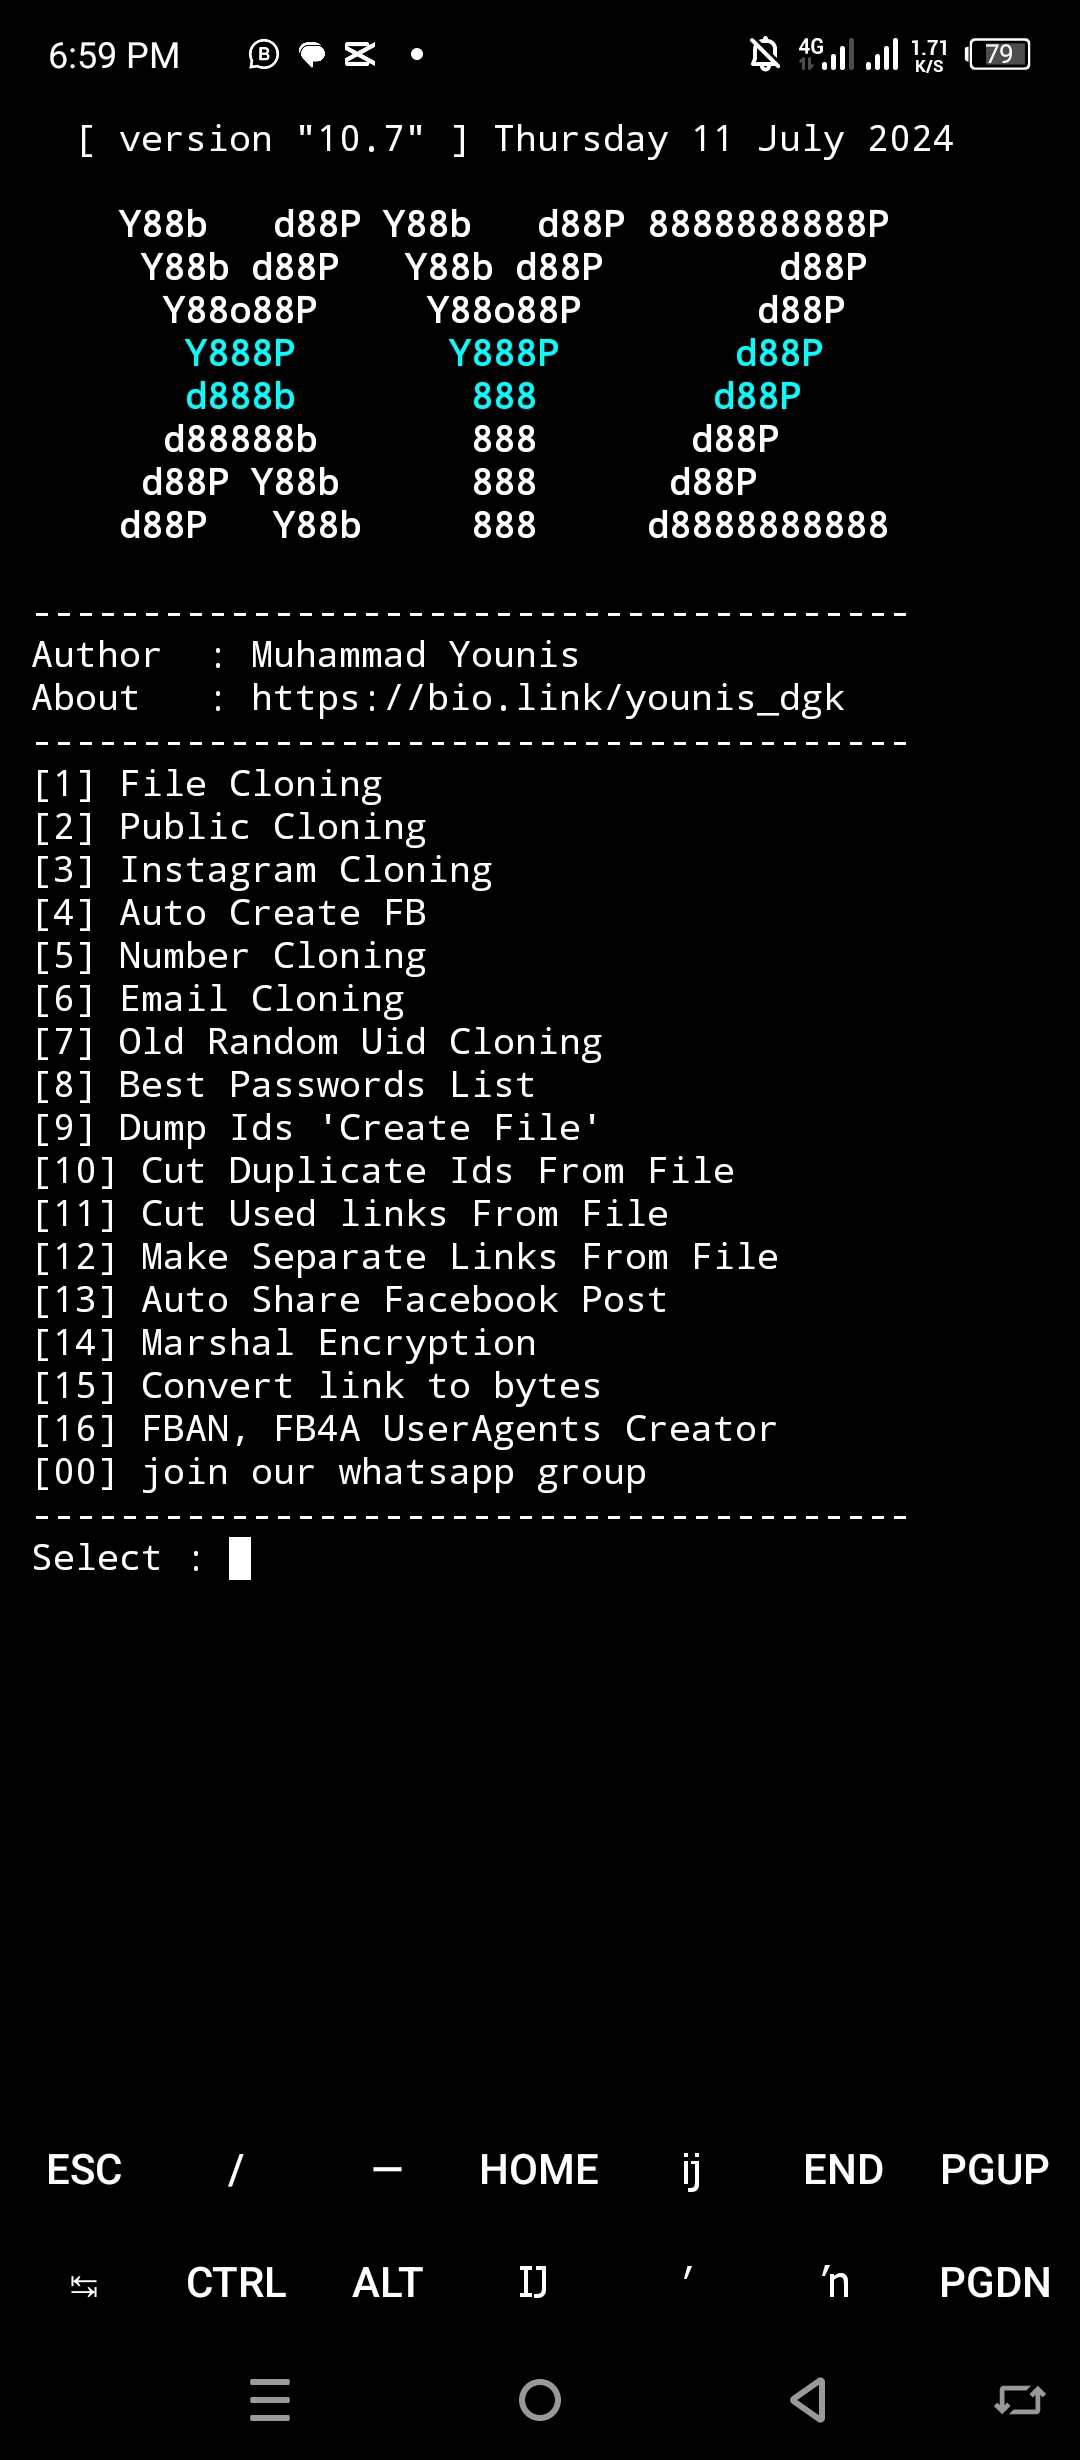 6:59 PM B 4G 1.71 K/S 79
[ version "10.7" ] Thursday 11 July 2024
Y88b   d88P Y88b   d88P 8888888888P
 Y88b d88P   Y88b d88P        d88P
  Y88o88P     Y88o88P        d88P
   Y888P       Y888P        d88P
   d888b        888        d88P
  d88888b       888       d88P
 d88P Y88b      888      d88P
d88P   Y88b     888     d8888888888
----------------------------------------
Author  : Muhammad Younis
About   : https://bio.link/younis_dgk
----------------------------------------
[1] File Cloning
[2] Public Cloning
[3] Instagram Cloning
[4] Auto Create FB
[5] Number Cloning
[6] Email Cloning
[7] Old Random Uid Cloning
[8] Best Passwords List
[9] Dump Ids 'Create File'
[10] Cut Duplicate Ids From File
[11] Cut Used links From File
[12] Make Separate Links From File
[13] Auto Share Facebook Post
[14] Marshal Encryption
[15] Convert link to bytes
[16] FBAN, FB4A UserAgents Creator
[00] join our whatsapp group
----------------------------------------
Select :
ESC / — HOME ĳ END PGUP
↹ CTRL ALT Ĳ ʼ ŉ PGDN